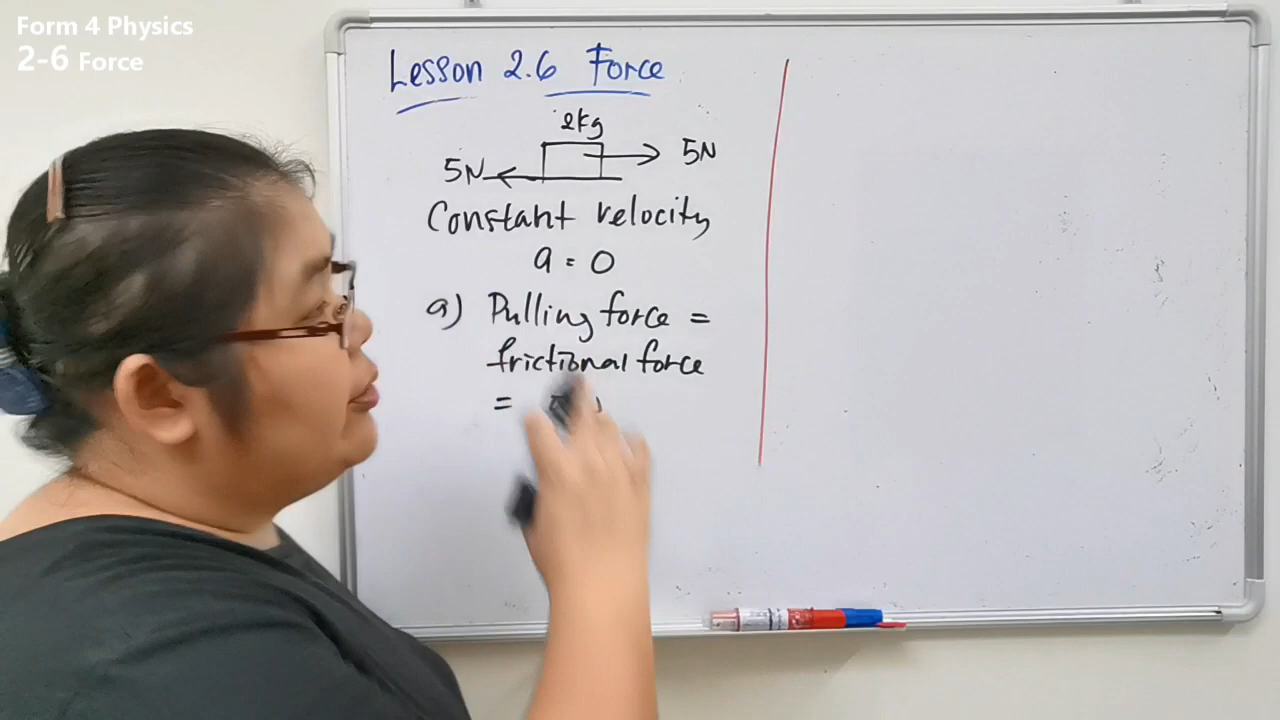 Form 4 Physics
2-6 Force
Lesson 2.6 Force
2kg
5N
5N
Constant velocity
a = 0
a) Pulling force =
frictional force
=